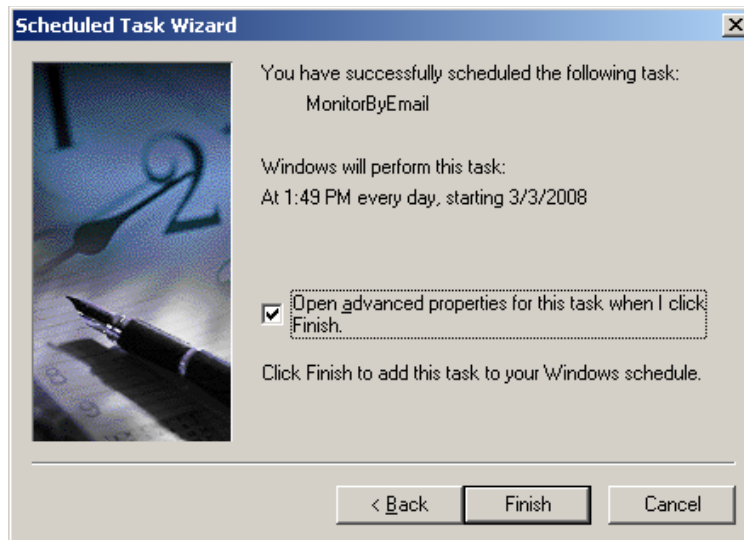 Scheduled Task Wizard
You have successfully scheduled the following task:
MonitorByEmail
Windows will perform this task:
At 1:49 PM every day, starting 3/3/2008
Open advanced properties for this task when I click
Finish.
Click Finish to add this task to your Windows schedule.
< Back
Finish
Cancel